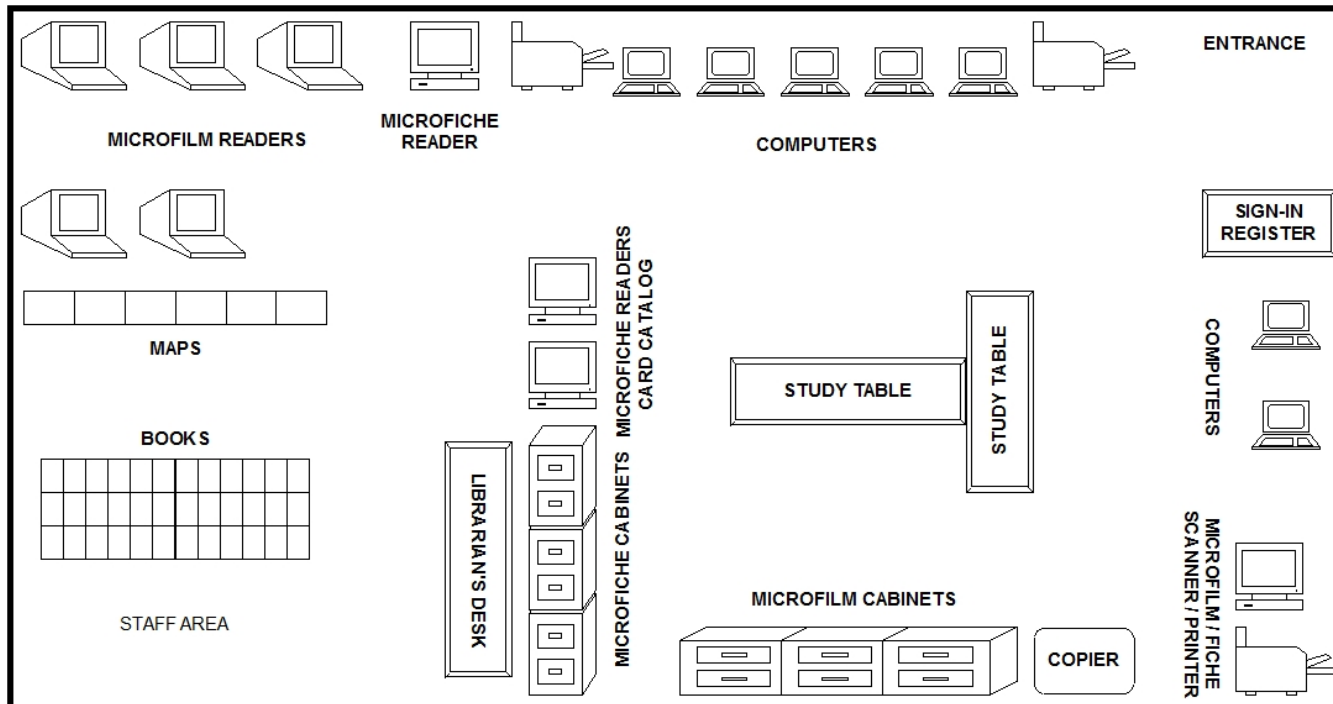 ENTRANCE
MICROFILM READERS
MICROFICHE
READER
COMPUTERS
SIGN-IN
REGISTER
MAPS
MICROFICHE READERS
CARD CATALOG
STUDY TABLE
STUDY TABLE
COMPUTERS
BOOKS
LIBRARIAN'S DESK
MICROFICHE CABINETS
MICROFILM / FICHE
SCANNER / PRINTER
STAFF AREA
MICROFILM CABINETS
COPIER